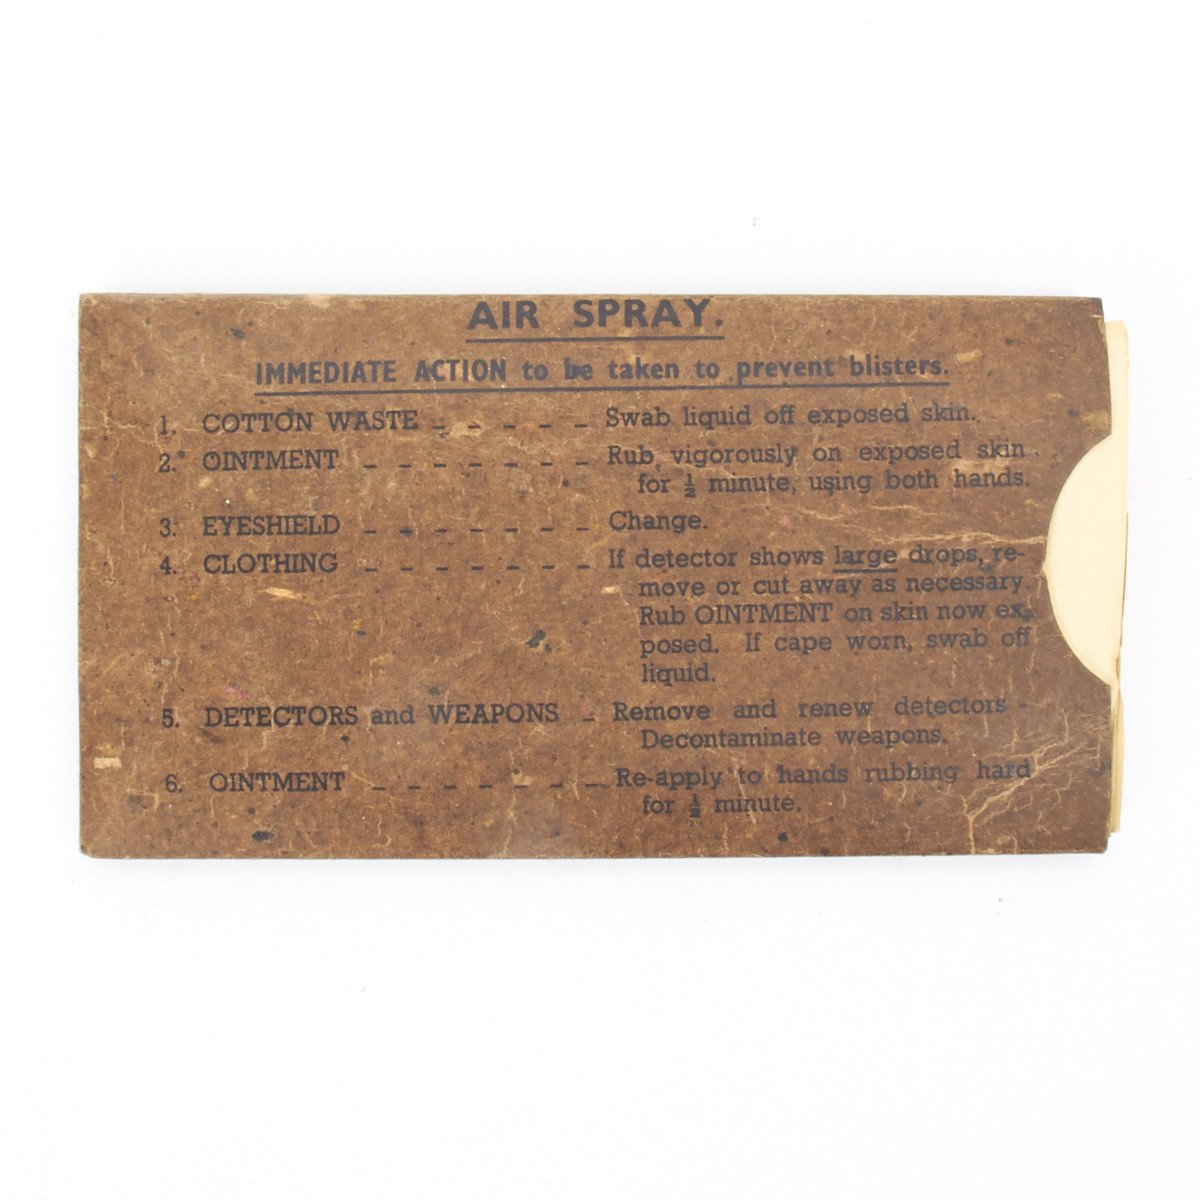 AIR SPRAY.
IMMEDIATE ACTION to be taken to prevent blisters.
1. COTTON WASTE _ _ _ _ _ Swab liquid off exposed skin.
2. OINTMENT _ _ _ _ _ _ _ Rub vigorously on exposed skin
for ½ minute, using both hands.
3. EYESHIELD _ _ _ _ _ _ _ Change.
4. CLOTHING _ _ _ _ _ _ _ If detector shows large drops, re-
move or cut away as necessary
Rub OINTMENT on skin now ex-
posed. If cape worn, swab off
liquid.
5. DETECTORS and WEAPONS _ Remove and renew detectors -
Decontaminate weapons.
6. OINTMENT _ _ _ _ _ _ _ Re-apply to hands rubbing hard
for ½ minute.